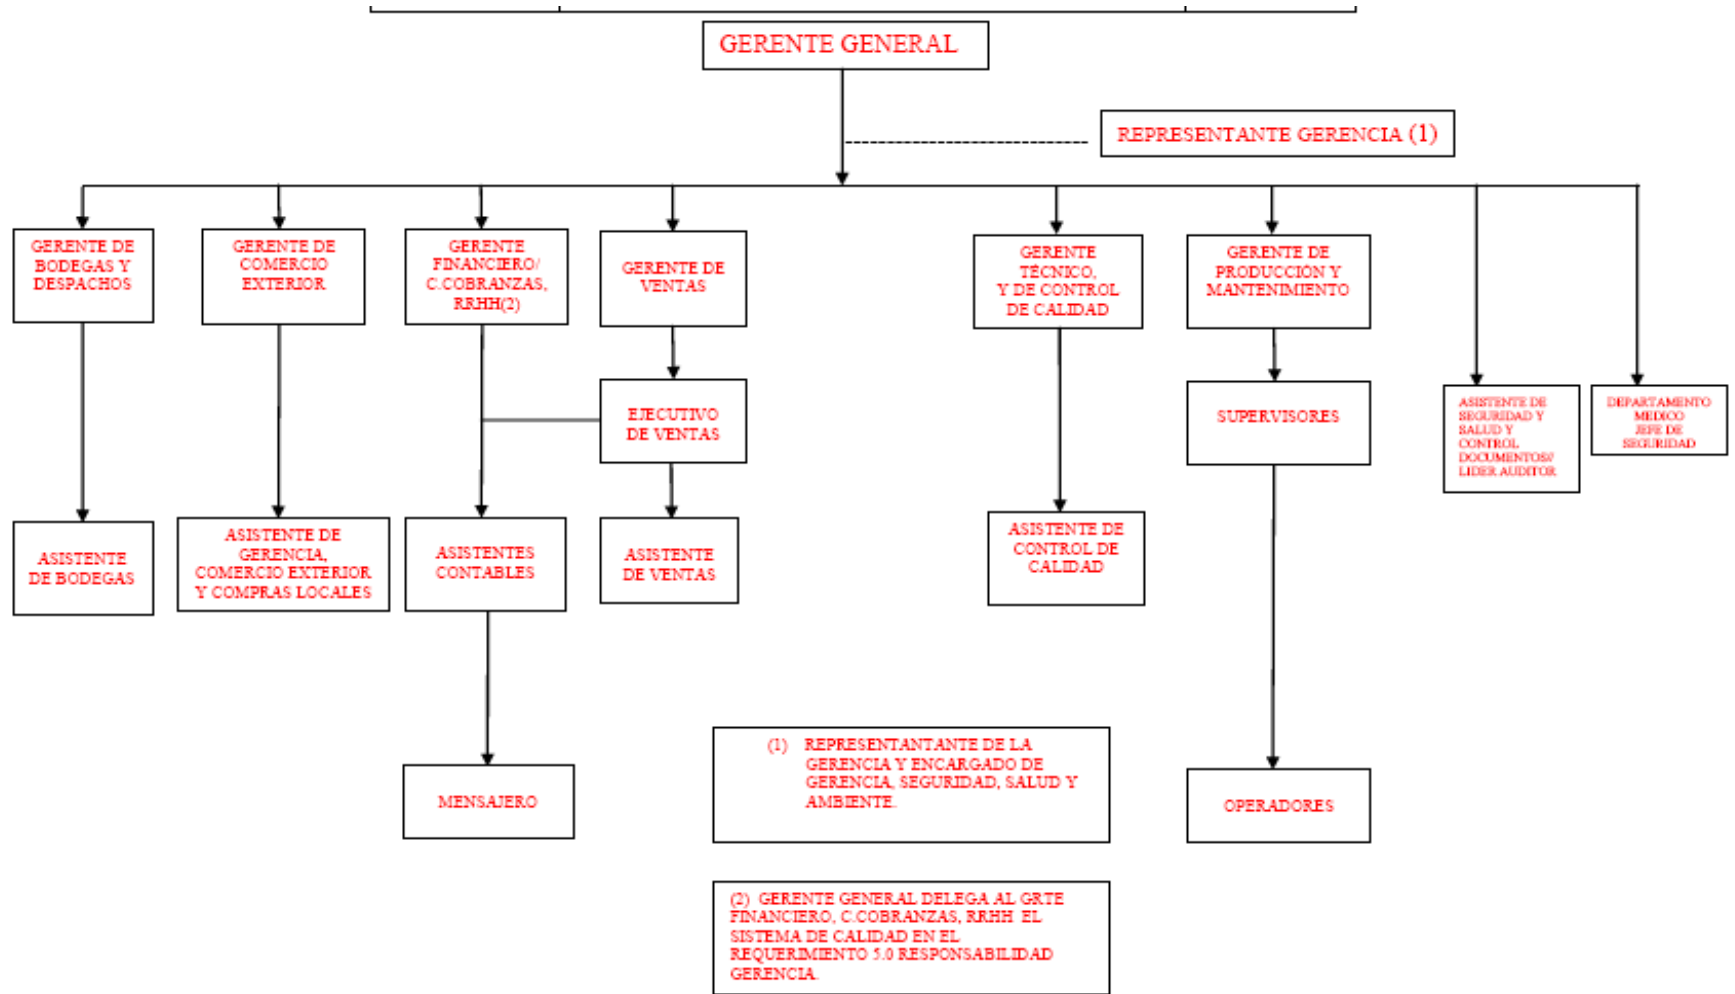 GERENTE GENERAL
REPRESENTANTE GERENCIA (1)
GERENTE DE
BODEGAS Y
DESPACHOS
GERENTE DE
COMERCIO
EXTERIOR
GERENTE
FINANCIERO/
C.COBRANZAS,
RRHH(2)
GERENTE DE
VENTAS
GERENTE
TÉCNICO,
Y DE CONTROL
DE CALIDAD
GERENTE DE
PRODUCCIÓN Y
MANTENIMIENTO
EJECUTIVO
DE VENTAS
SUPERVISORES
ASISTENTE DE
SEGURIDAD Y
SALUD Y
CONTROL
DOCUMENTOS//
LIDER AUDITOR
DEPARTAMENTO
MEDICO
JEFE DE
SEGURIDAD
ASISTENTE
DE BODEGAS
ASISTENTE DE
GERENCIA,
COMERCIO EXTERIOR
Y COMPRAS LOCALES
ASISTENTES
CONTABLES
ASISTENTE
DE VENTAS
ASISTENTE DE
CONTROL DE
CALIDAD
MENSAJERO
(1) REPRESENTANTANTE DE LA
GERENCIA Y ENCARGADO DE
GERENCIA, SEGURIDAD, SALUD Y
AMBIENTE.
OPERADORES
(2) GERENTE GENERAL DELEGA AL GRTE
FINANCIERO, C.COBRANZAS, RRHH EL
SISTEMA DE CALIDAD EN EL
REQUERIMIENTO 5.0 RESPONSABILIDAD
GERENCIA.